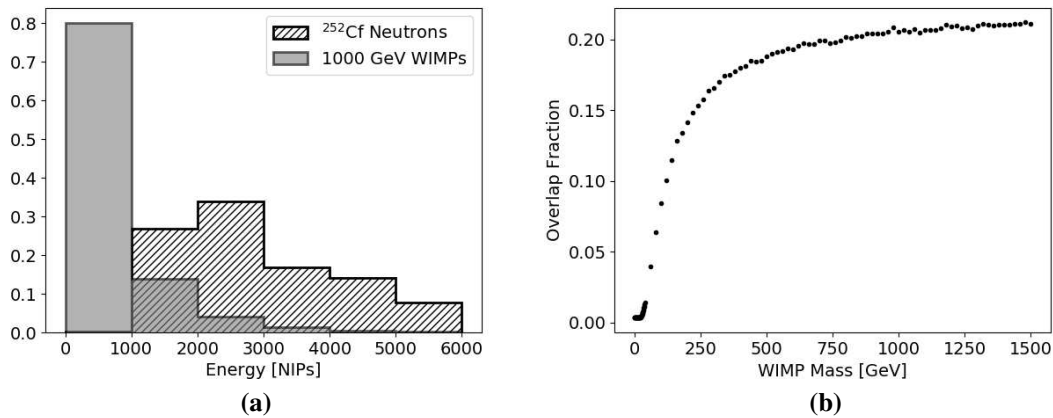 0.8
0.7
0.6
0.5
0.4
0.3
0.2
0.1
0.0
²⁵²Cf Neutrons
1000 GeV WIMPs
0 1000 2000 3000 4000 5000 6000
Energy [NIPs]
(a)
Overlap Fraction
0.20
0.15
0.10
0.05
0.00
0 250 500 750 1000 1250 1500
WIMP Mass [GeV]
(b)